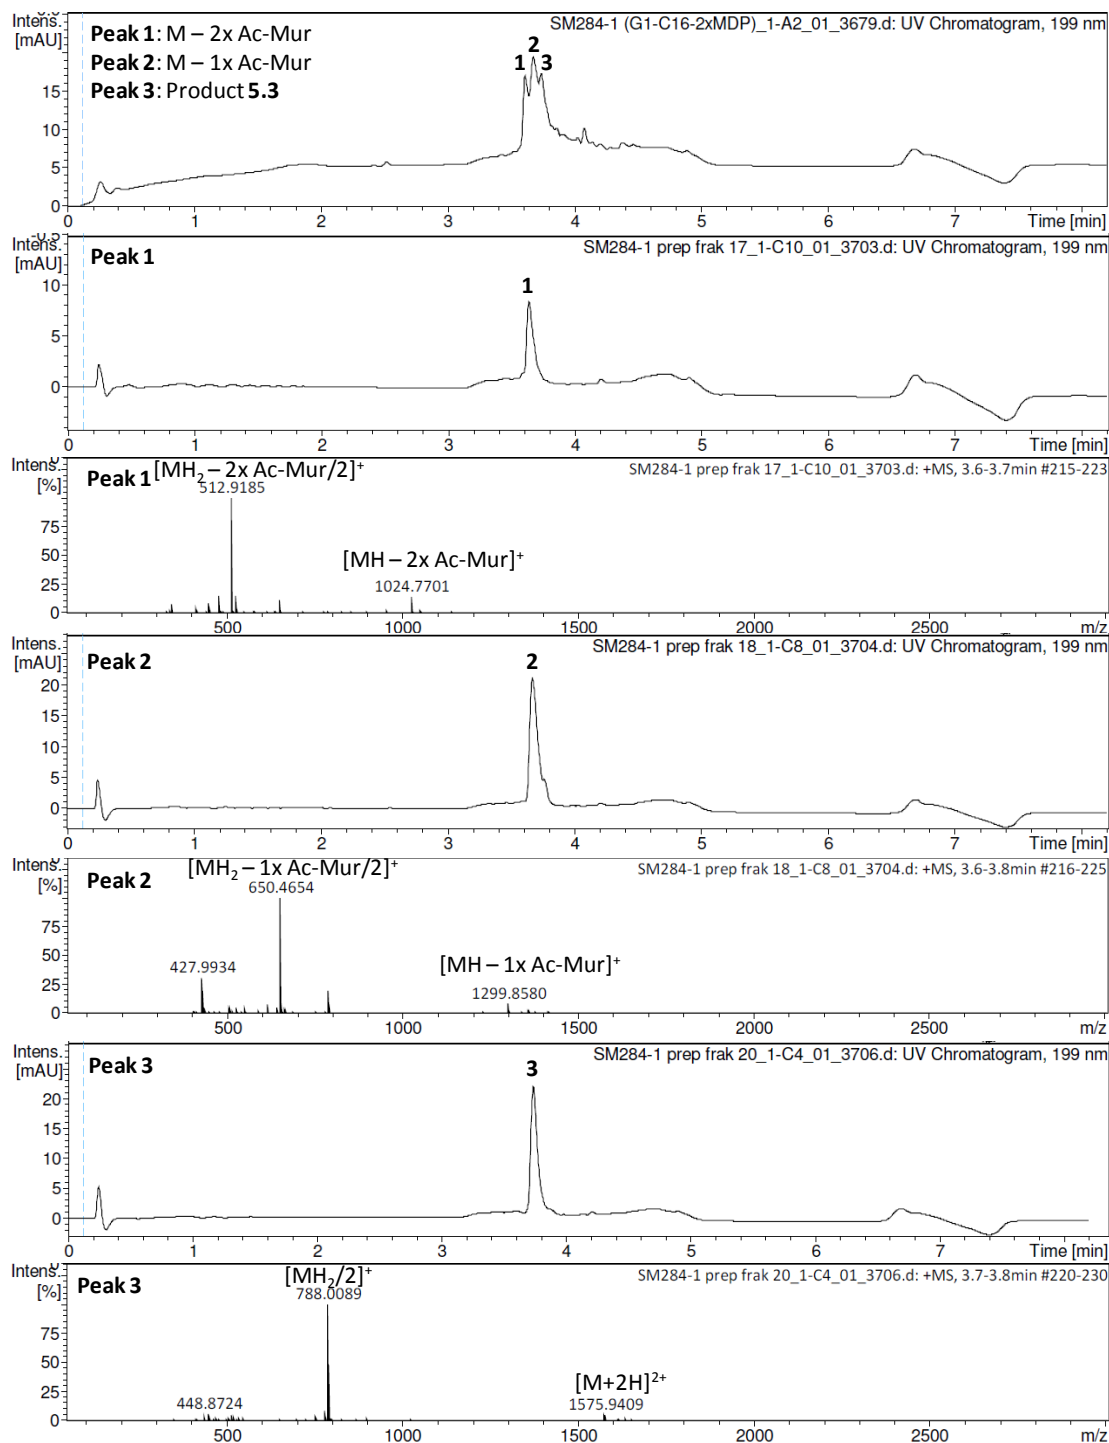 Intens.
[mAU]
SM284-1 (G1-C16-2xMDP)_1-A2_01_3679.d: UV Chromatogram, 199 nm
Peak 1: M – 2x Ac-Mur
Peak 2: M – 1x Ac-Mur
Peak 3: Product 5.3
1 2 3
15
10
5
0
0 1 2 3 4 5 6 7 Time [min]
Intens.
[mAU]
SM284-1 prep frak 17_1-C10_01_3703.d: UV Chromatogram, 199 nm
Peak 1
1
10
5
0
0 1 2 3 4 5 6 7 Time [min]
Intens.
[%]
SM284-1 prep frak 17_1-C10_01_3703.d: +MS, 3.6-3.7min #215-223
Peak 1 [MH2 – 2x Ac-Mur/2]+
512.9185
[MH – 2x Ac-Mur]+
1024.7701
75
50
25
0
500 1000 1500 2000 2500 m/z
Intens.
[mAU]
SM284-1 prep frak 18_1-C8_01_3704.d: UV Chromatogram, 199 nm
Peak 2
2
20
15
10
5
0
0 1 2 3 4 5 6 7 Time [min]
Intens.
[%]
SM284-1 prep frak 18_1-C8_01_3704.d: +MS, 3.6-3.8min #216-225
Peak 2
[MH2 – 1x Ac-Mur/2]+
650.4654
427.9934
[MH – 1x Ac-Mur]+
1299.8580
75
50
25
0
500 1000 1500 2000 2500 m/z
Intens.
[mAU]
SM284-1 prep frak 20_1-C4_01_3706.d: UV Chromatogram, 199 nm
Peak 3
3
20
15
10
5
0
0 1 2 3 4 5 6 7 Time [min]
Intens.
[%]
SM284-1 prep frak 20_1-C4_01_3706.d: +MS, 3.7-3.8min #220-230
Peak 3
[MH2/2]+
788.0089
448.8724
[M+2H]2+
1575.9409
75
50
25
0
500 1000 1500 2000 2500 m/z